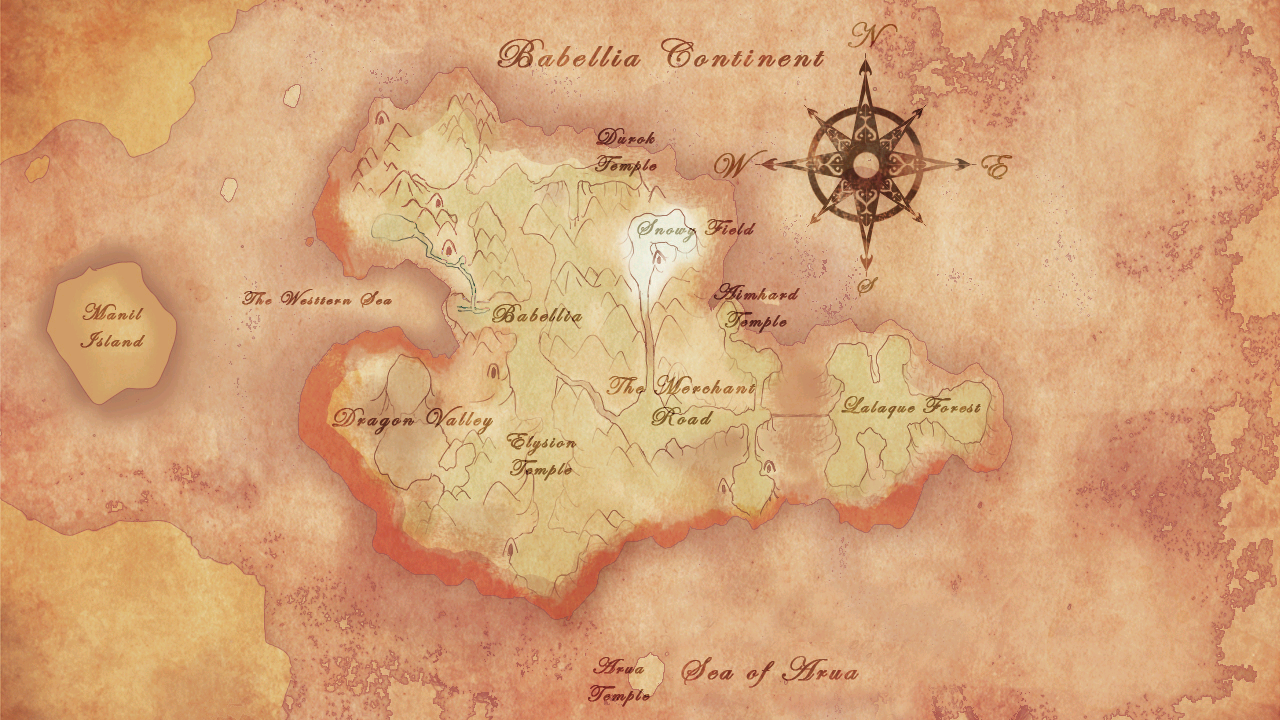 Babellia Continent
N
W
E
S
Durok
Temple
Snowy Field
Manil
Island
The Westtern Sea
Babellia
Aimhard
Temple
The Merchant
Road
Lalaque Forest
Dragon Valley
Elysion
Temple
Arua
Temple
Sea of Arua